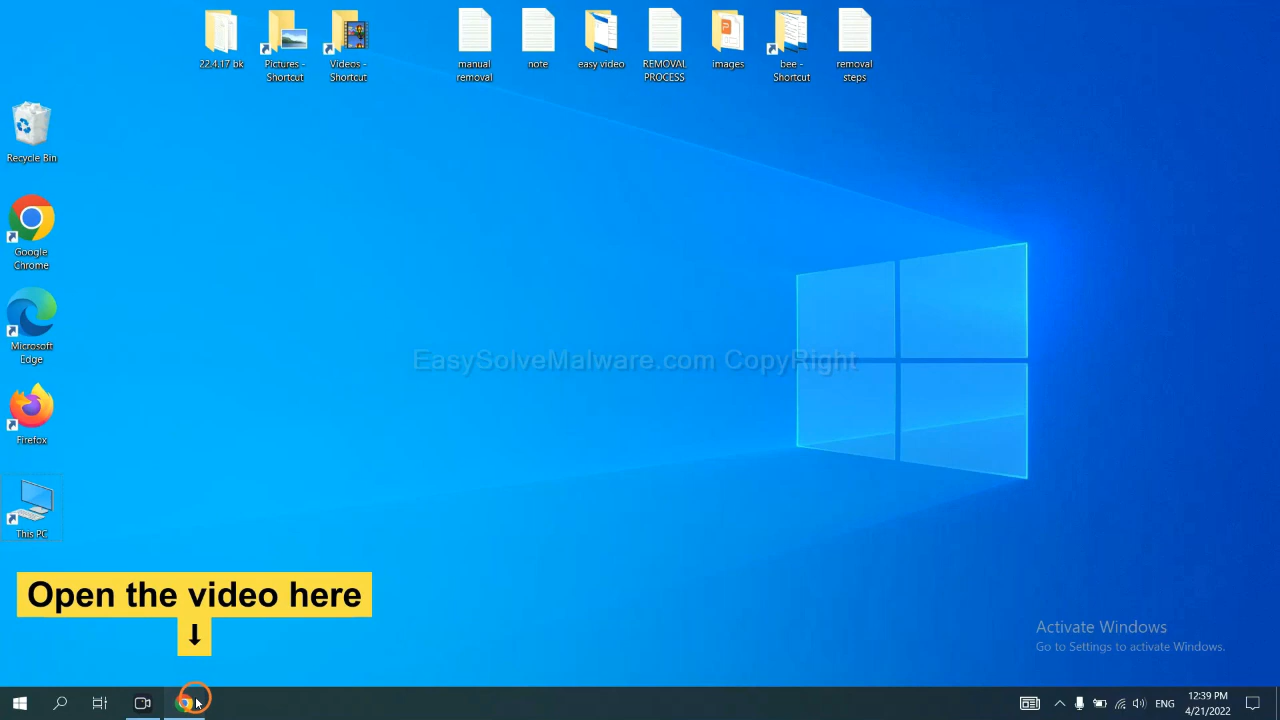 22.4.17 bk
Pictures -
Shortcut
Videos -
Shortcut
manual
removal
note
easy video
REMOVAL
PROCESS
images
bee -
Shortcut
removal
steps
Recycle Bin
Google
Chrome
Microsoft
Edge
Firefox
This PC
EasySolveMalware.com CopyRight
Open the video here
↓
Activate Windows
Go to Settings to activate Windows.
ENG
12:39 PM
4/21/2022